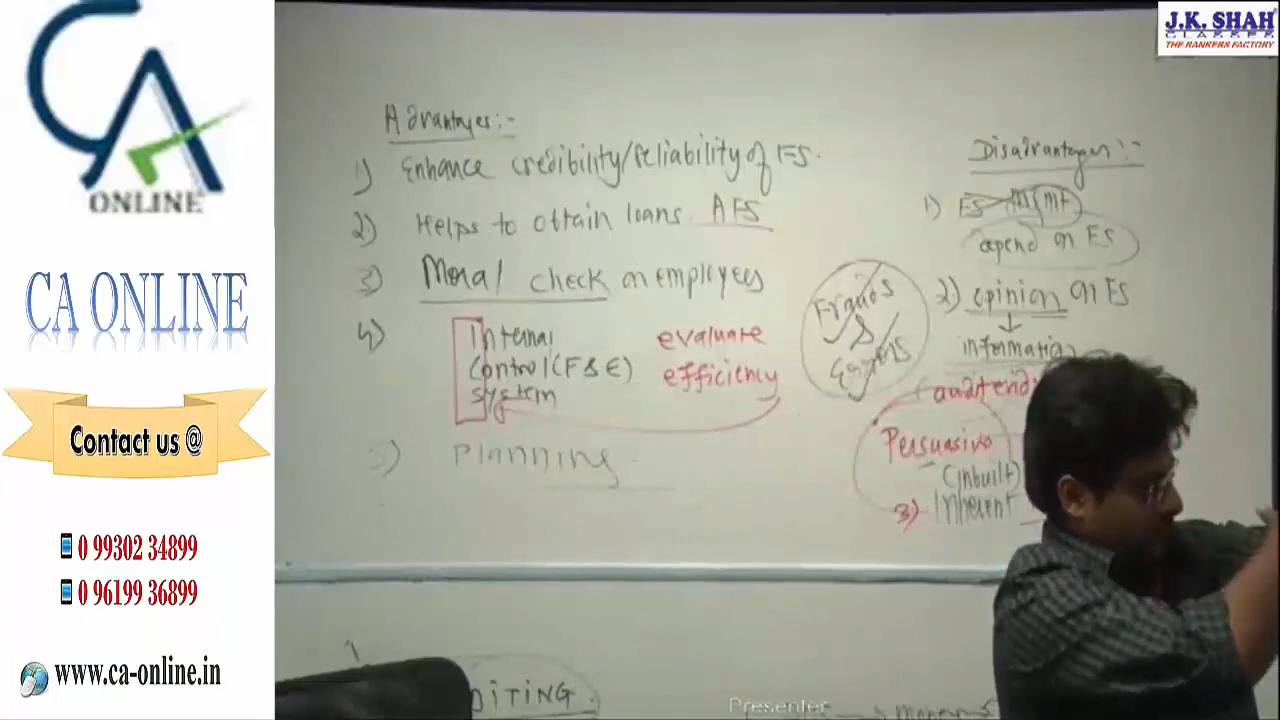 CA
ONLINE
CA ONLINE
Contact us @
0 99302 34899
0 96199 36899
www.ca-online.in
J.K. SHAH
CLASSES
THE RANKERS FACTORY
Advantages:-
1) Enhance credibility/reliability of FS.
2) Helps to obtain loans. AFS
3) Moral check on employees
4) Internal
Control (F & E)
system
evaluate
efficiency
5) Planning
Frauds
&
Errors
Disadvantages:-
1) FS mgmt
depend on FS
2) opinion on FS
information
Persuasive
(inbuilt)
3) Inherent
DITING
Presenter